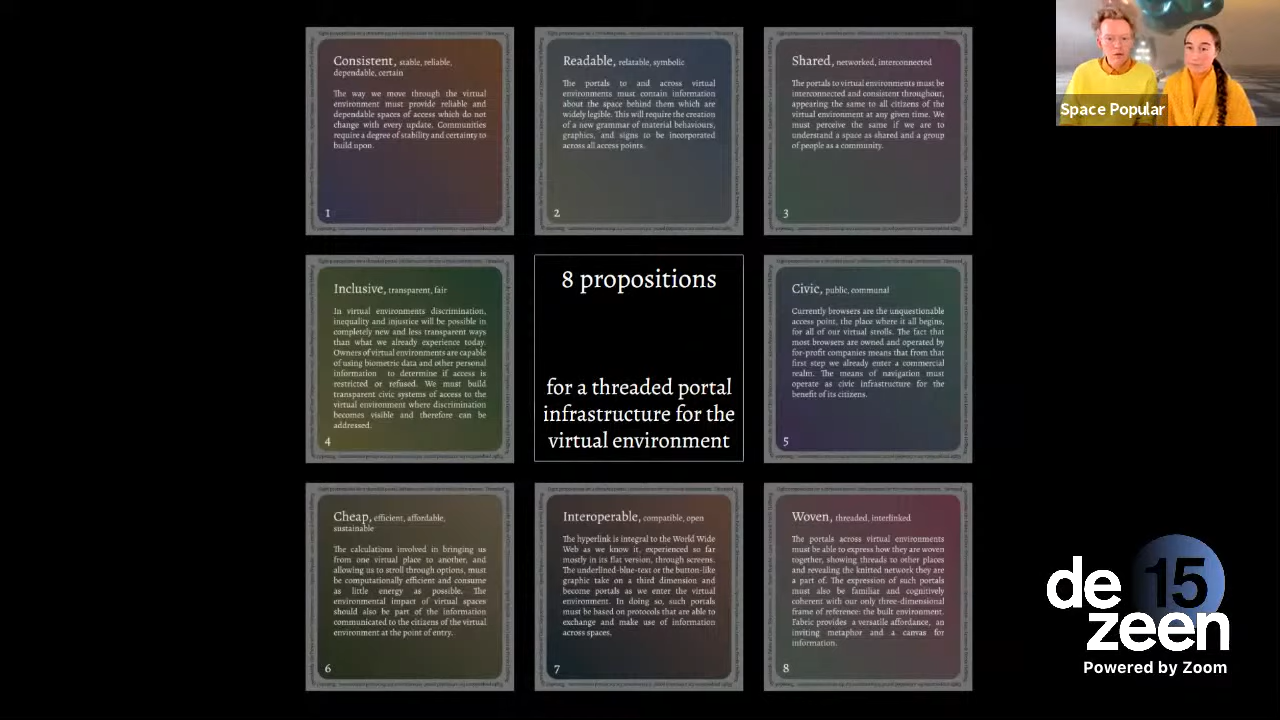 Consistent, stable, reliable,
dependable, certain
The way we move through the virtual
environment must provide reliable and
dependable spaces of access which do not
change with every update. Communities
require a degree of stability and certainty to
build upon.
1
Readable, relatable, symbolic
The portals to and across virtual
environments must contain information
about the space behind them which are
widely legible. This will require the creation
of a new grammar of material behaviours,
graphics, and signs to be incorporated
across all access points.
2
Shared, networked, interconnected
The portals to virtual environments must be
interconnected and consistent throughout,
appearing the same to all citizens of the
virtual environment at any given time. We
must perceive the same if we are to
understand a space as shared and a group
of people as a community.
3
Space Popular
Inclusive, transparent, fair
In virtual environments discrimination,
inequality and injustice will be possible in
completely new and less transparent ways
than what we already experience today.
Owners of virtual environments are capable
of using biometric data and other personal
information to determine if access is
restricted or refused. We must build
transparent civic systems of access to the
virtual environment where discrimination
becomes visible and therefore can be
addressed.
4
8 propositions
for a threaded portal
infrastructure for the
virtual environment
Civic, public, communal
Currently browsers are the unquestionable
access point, the place where it all begins,
for all of our virtual strolls. The fact that
most browsers are owned and operated by
for-profit companies means that from that
first step we already enter a commercial
realm. The means of navigation must
operate as civic infrastructure for the
benefit of its citizens.
5
Cheap, efficient, affordable,
sustainable
The calculations involved in bringing us
from one virtual place to another, and
allowing us to scroll through options, must
be computationally efficient and consume
as little energy as possible. The
environmental impact of virtual spaces
should also be part of the information
communicated to the citizens of the virtual
environment at the point of entry.
6
Interoperable, compatible, open
The hyperlink is integral to the World Wide
Web as we know it, experienced so far
mostly in its flat version, through screens.
The underlined-blue-text or the button-like
graphic take on a third dimension and
become portals as we enter the virtual
environment. In doing so, such portals
must be based on protocols that are able to
exchange and make use of information
across spaces.
7
Woven, threaded, interlinked
The portals across virtual environments
must be able to express how they are woven
together, showing threads to other places
and revealing the knitted network they are
a part of. The expression of such portals
must also be familiar and cognitively
coherent with our only three-dimensional
frame of reference: the built environment.
Fabric provides a versatile affordance, an
inviting metaphor and a canvas for
information.
8
de 15
zeen
Powered by Zoom